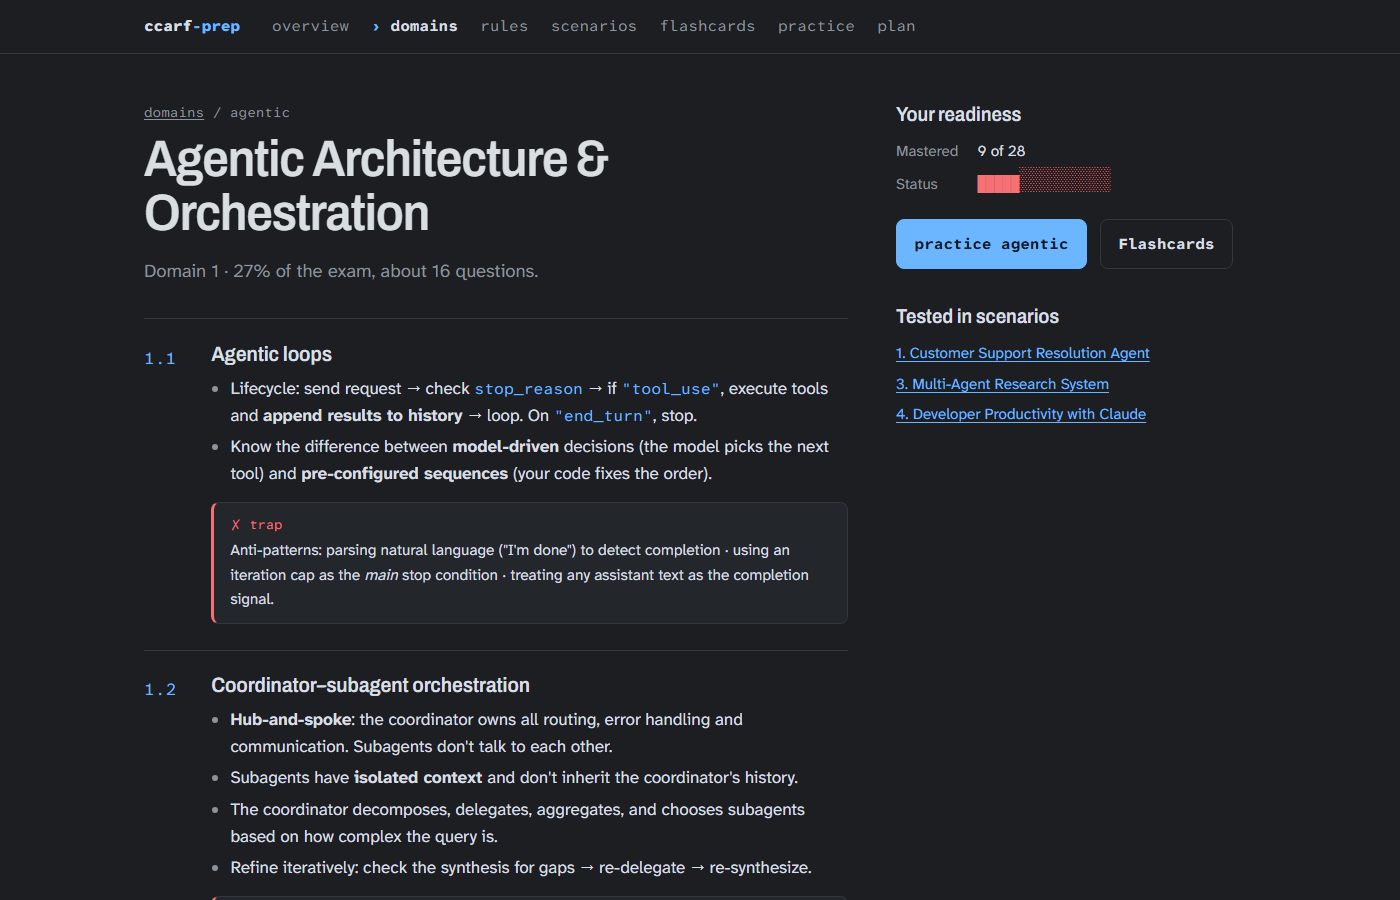 ccarf-prep overview › domains rules scenarios flashcards practice plan
domains / agentic
Agentic Architecture &
Orchestration
Domain 1 · 27% of the exam, about 16 questions.
1.1 Agentic loops
• Lifecycle: send request → check stop_reason → if "tool_use", execute tools
and append results to history → loop. On "end_turn", stop.
• Know the difference between model-driven decisions (the model picks the next
tool) and pre-configured sequences (your code fixes the order).
✗ trap
Anti-patterns: parsing natural language ("I'm done") to detect completion · using an
iteration cap as the main stop condition · treating any assistant text as the completion
signal.
1.2 Coordinator–subagent orchestration
• Hub-and-spoke: the coordinator owns all routing, error handling and
communication. Subagents don't talk to each other.
• Subagents have isolated context and don't inherit the coordinator's history.
• The coordinator decomposes, delegates, aggregates, and chooses subagents
based on how complex the query is.
• Refine iteratively: check the synthesis for gaps → re-delegate → re-synthesize.
Your readiness
Mastered 9 of 28
Status
practice agentic
Flashcards
Tested in scenarios
1. Customer Support Resolution Agent
3. Multi-Agent Research System
4. Developer Productivity with Claude